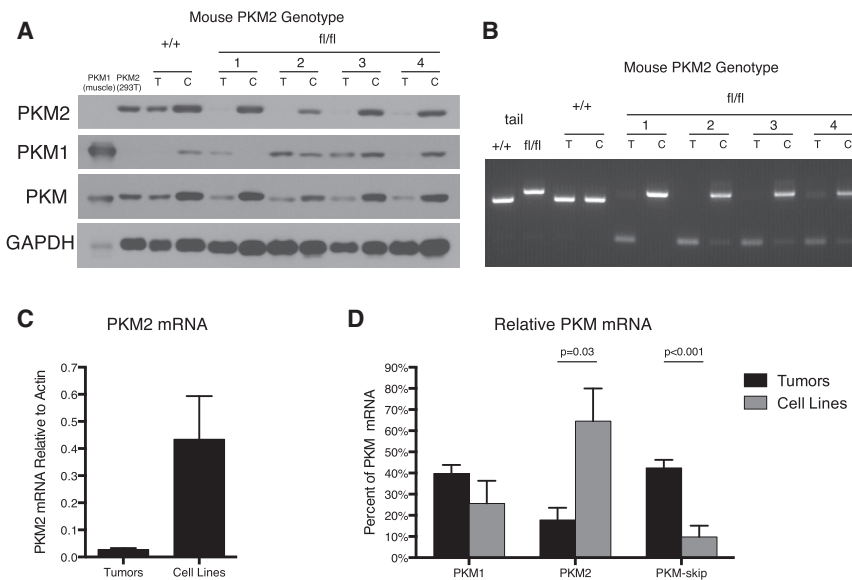 A
Mouse PKM2 Genotype
+/+
fl/fl
1 2 3 4
PKM1 (muscle)
PKM2 (293T)
T C T C T C T C T C
PKM2
PKM1
PKM
GAPDH
B
Mouse PKM2 Genotype
tail
+/+
fl/fl
1 2 3 4
+/+ fl/fl T C T C T C T C T C
C
PKM2 mRNA
PKM2 mRNA Relative to Actin
0.7
0.6
0.5
0.4
0.3
0.2
0.1
0.0
Tumors Cell Lines
D
Relative PKM mRNA
Percent of PKM mRNA
90%
80%
70%
60%
50%
40%
30%
20%
10%
0%
p=0.03
p<0.001
PKM1 PKM2 PKM-skip
Tumors
Cell Lines